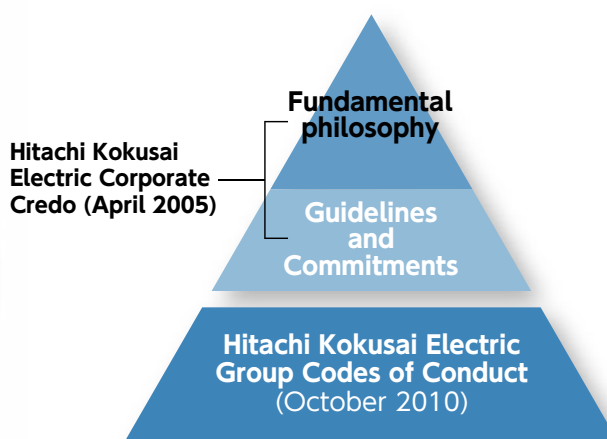 Fundamental
philosophy
Hitachi Kokusai
Electric Corporate
Credo (April 2005)
Guidelines
and
Commitments
Hitachi Kokusai Electric
Group Codes of Conduct
(October 2010)